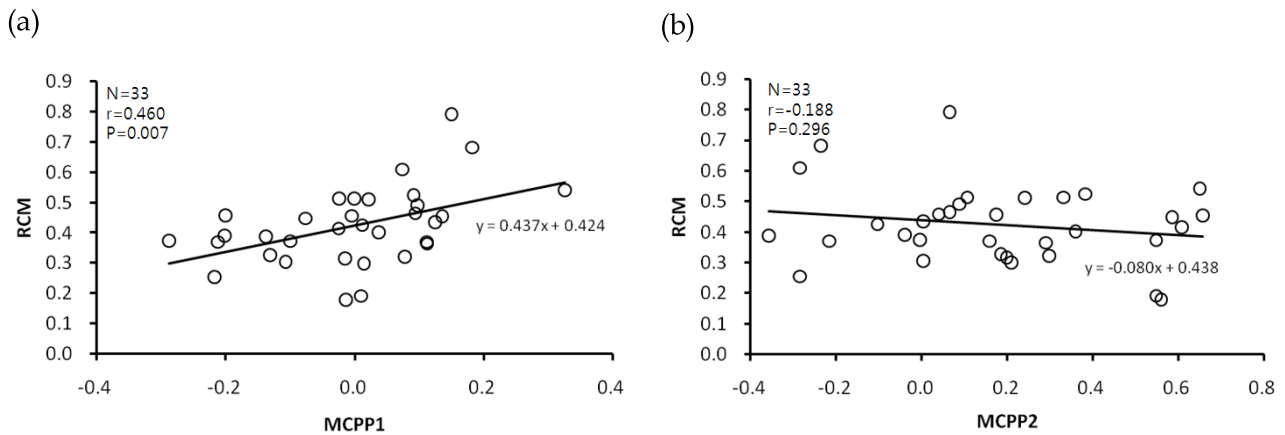 (a)
N=33
r=0.460
P=0.007
RCM
0.9
0.8
0.7
0.6
0.5
0.4
0.3
0.2
0.1
0.0
y = 0.437x + 0.424
-0.4
-0.2
0.0
0.2
0.4
MCPP1
(b)
N=33
r=-0.188
P=0.296
RCM
0.9
0.8
0.7
0.6
0.5
0.4
0.3
0.2
0.1
0.0
y = -0.080x + 0.438
-0.4
-0.2
0.0
0.2
0.4
0.6
0.8
MCPP2